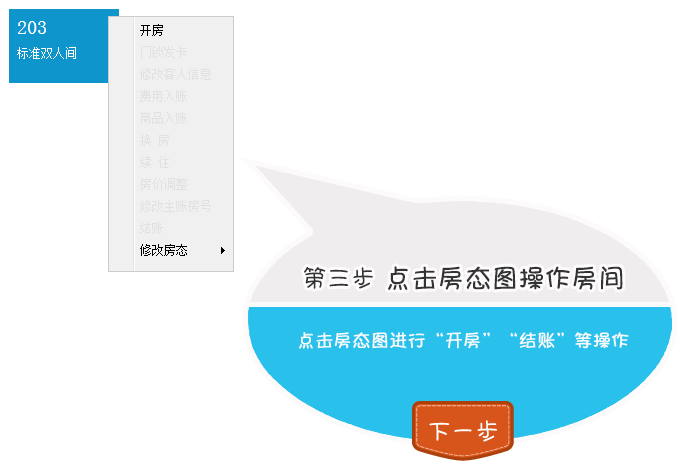 203
标准双人间
开房
门锁发卡
修改客人信息
费用入账
商品入账
换 房
续 住
房价调整
修改主账房号
结账
修改房态
第三步 点击房态图操作房间
点击房态图进行“开房”“结账”等操作
下一步